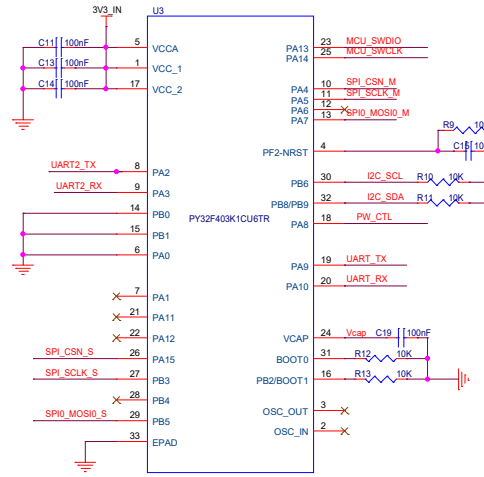 3V3_IN
U3
C11 100nF 5 VCCA
C13 100nF 1 VCC_1
C14 100nF 17 VCC_2
PA13 23 MCU_SWDIO
PA14 25 MCU_SWCLK
PA4 10 SPI_CSN_M
PA5 11 SPI_SCLK_M
PA6 12
PA7 13 SPI0_MOSI0_M
R9 10
PF2-NRST 4 C15 10
UART2_TX 8 PA2
UART2_RX 9 PA3
PB6 30 I2C_SCL R10 10K
PB8/PB9 32 I2C_SDA R11 10K
14 PB0
PY32F403K1CU6TR
PA8 18 PW_CTL
15 PB1
6 PA0
PA9 19 UART_TX
PA10 20 UART_RX
7 PA1
21 PA11
22 PA12
VCAP 24 Vcap C19 100nF
SPI_CSN_S 26 PA15
BOOT0 31 R12 10K
SPI_SCLK_S 27 PB3
PB2/BOOT1 16 R13 10K
28 PB4
OSC_OUT 3
SPI0_MOSI0_S 29 PB5
OSC_IN 2
33 EPAD